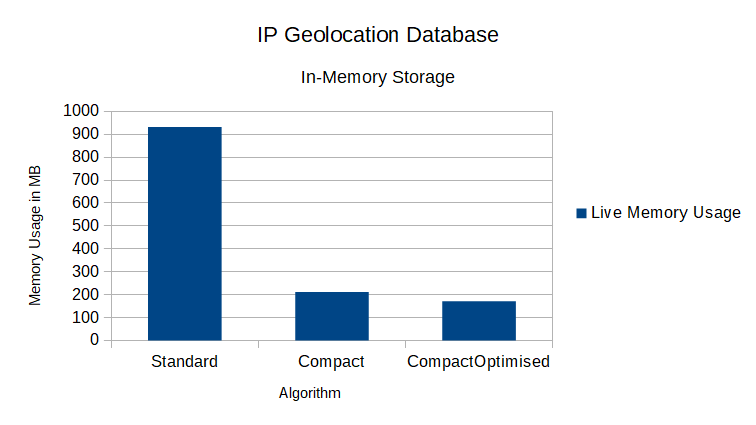 IP Geolocation Database
In-Memory Storage
1000
900
800
700
600
500
400
300
200
100
0
Memory Usage in MB
Live Memory Usage
Standard
Compact
CompactOptimised
Algorithm